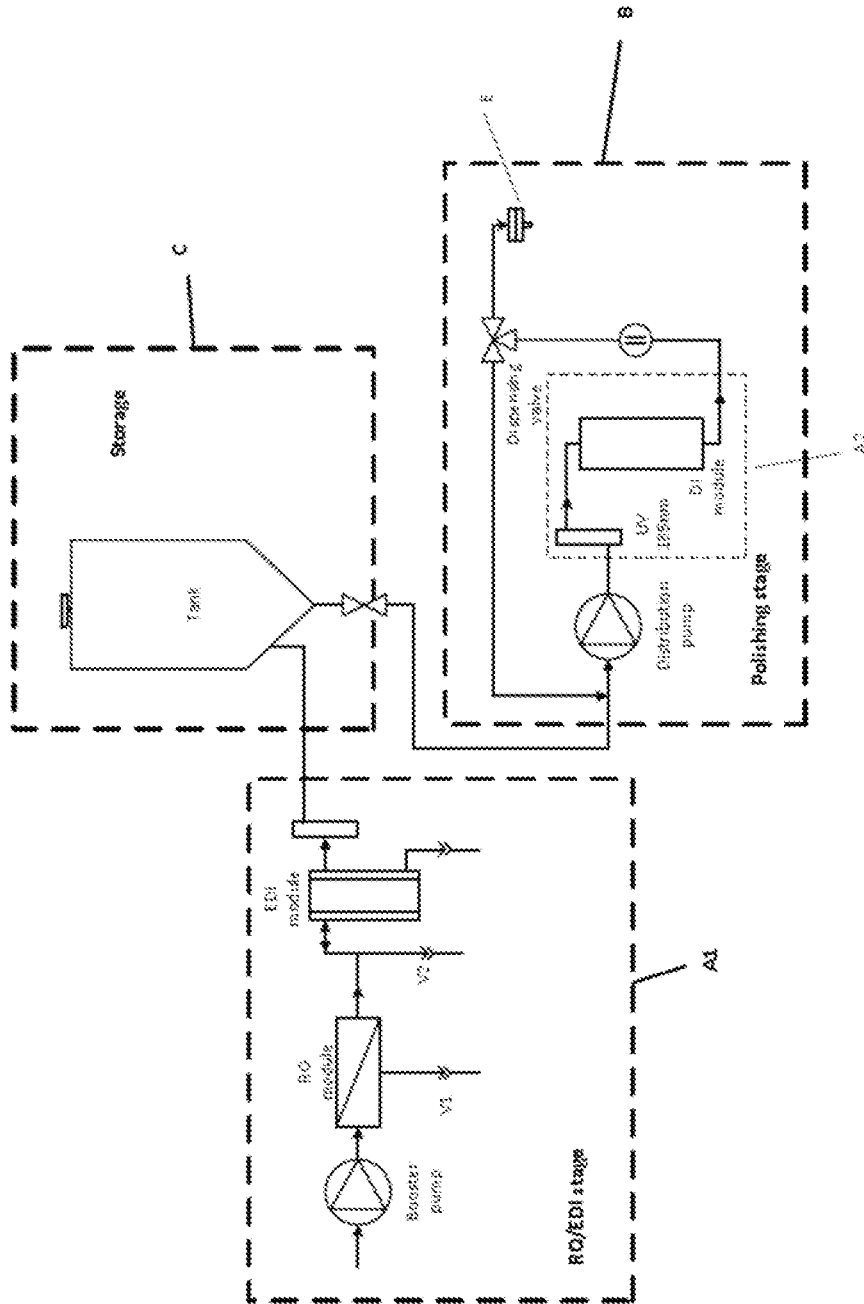 C
Storage
Tank
B
E
Dispensing
valve
UV
185nm
DI
module
A2
Distribution
pump
Polishing stage
EDI
module
V2
RO
module
V1
Booster
pump
RO/EDI stage
A1